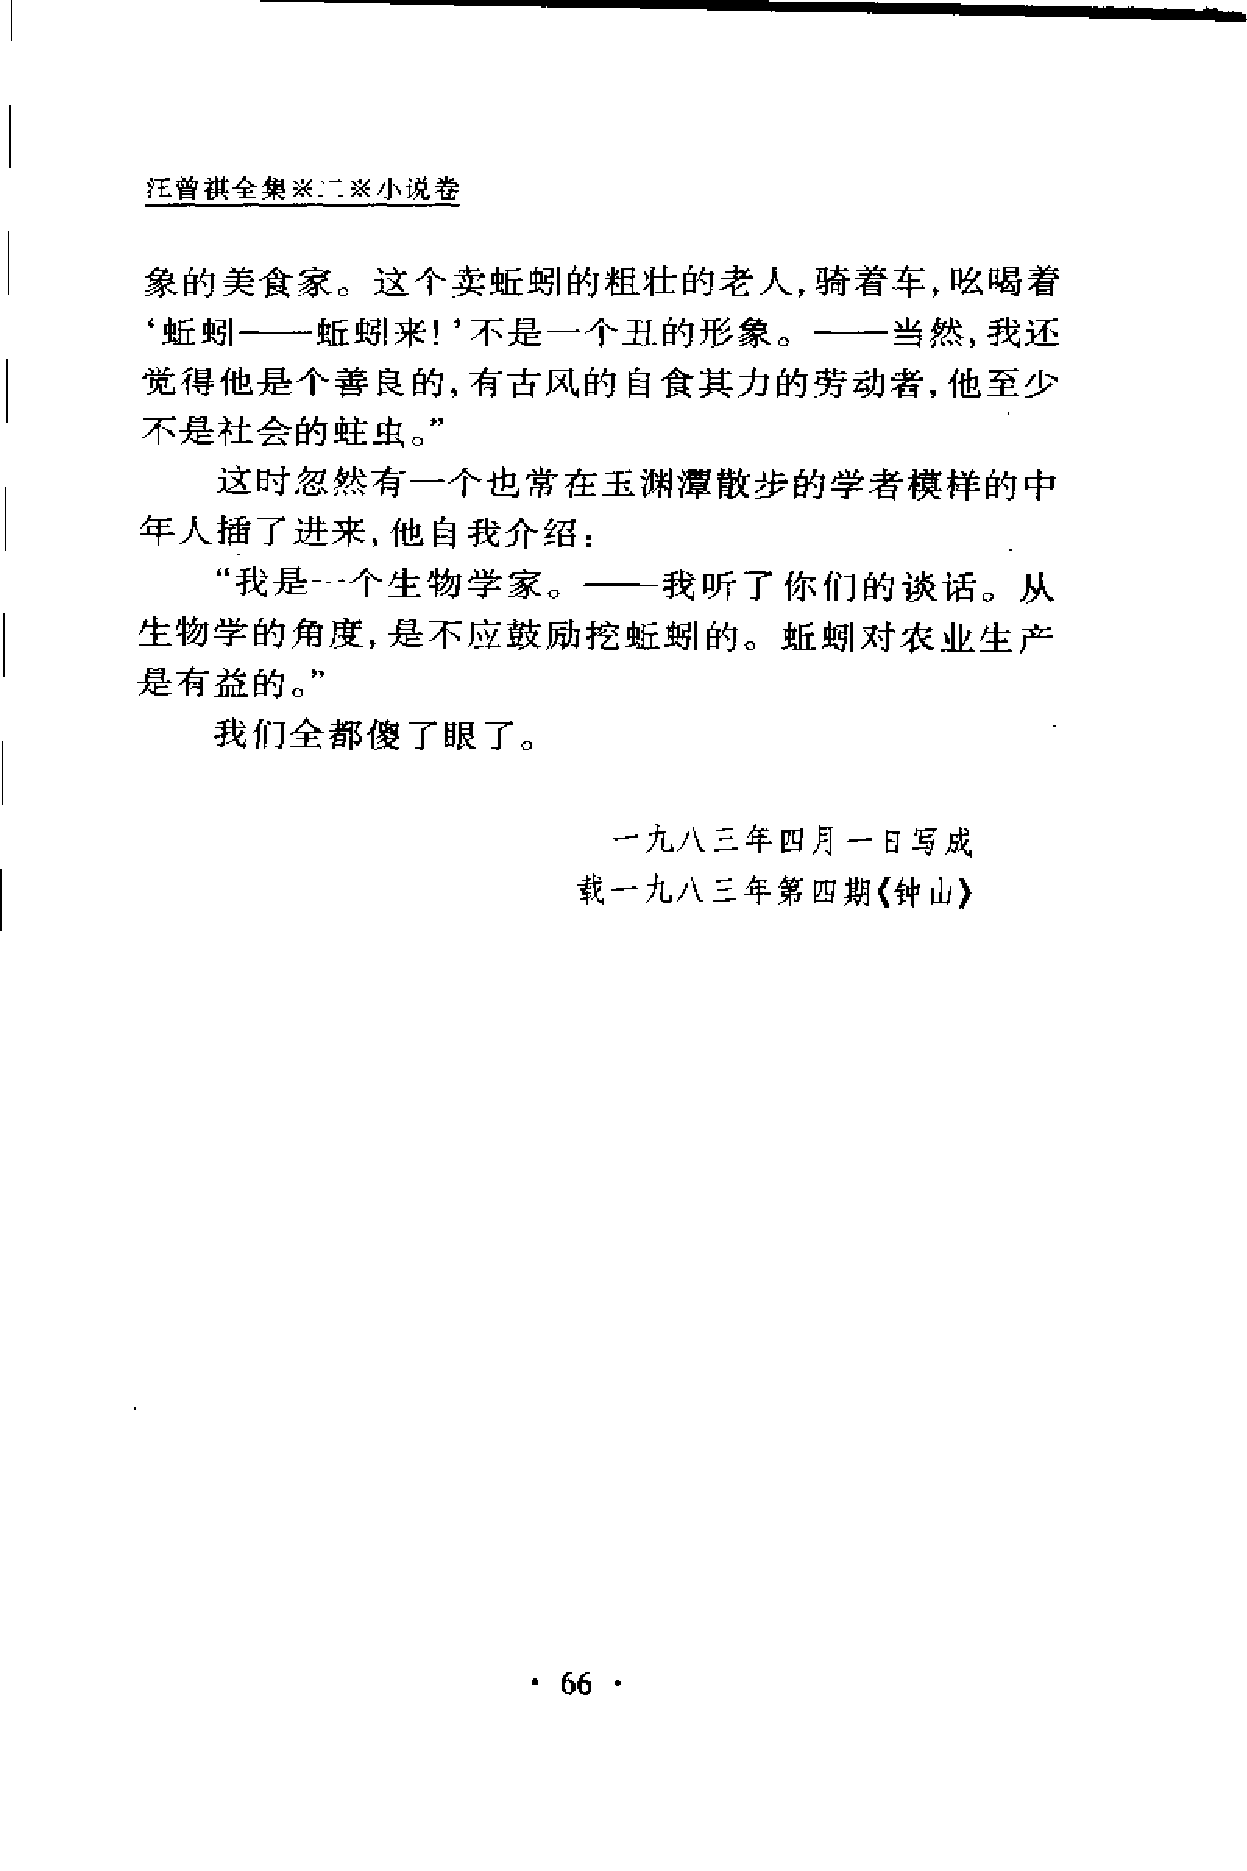 汪曾祺全集※二※小说卷
象的美食家。这个卖蚯蚓的粗壮的老人,骑着车,吆喝着
‘蚯蚓——蚯蚓来!’不是一个丑的形象。——当然,我还
觉得他是个善良的,有古风的自食其力的劳动者,他至少
不是社会的蛀虫。”
这时忽然有一个也常在玉渊潭散步的学者模样的中
年人插了进来,他自我介绍:
“我是一个生物学家。——我听了你们的谈话。从
生物学的角度,是不应鼓励挖蚯蚓的。蚯蚓对农业生产
是有益的。”
我们全都傻了眼了。
一九八三年四月一日写成
载一九八三年第四期《钟山》
· 66 ·